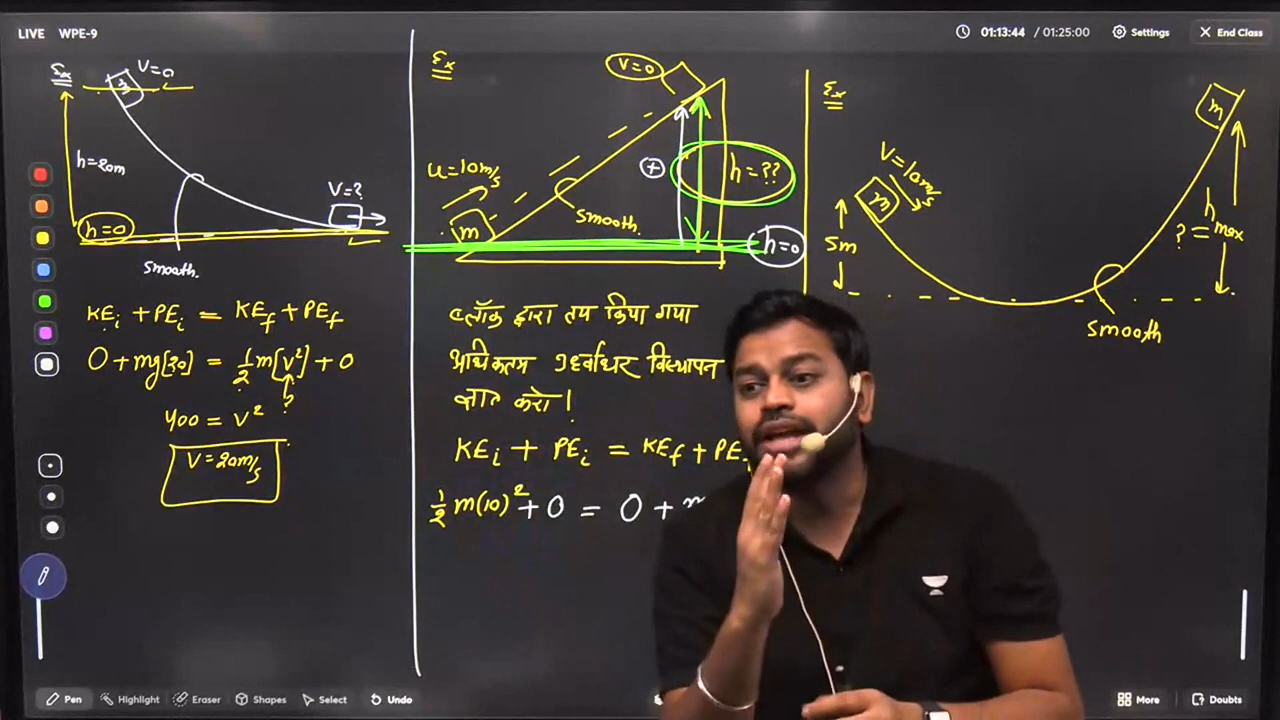 LIVE WPE-9
01:13:44 / 01:25:00
Settings
End Class
Ex
V=0
m
h=20m
h=0
V=?
Smooth.
KEi + PEi = KEf + PEf
0 + mg[20] = 1/2 m[v²] + 0
?
400 = v²
V=20m/s
Ex
V=0
u=10m/s
m
Smooth.
+
h=??
h=0
ब्लॉक द्वारा तय किया गया
अधिकतम ऊर्ध्वाधर विस्थापन
ज्ञात करो !
KEi + PEi = KEf + PE
1/2 m(10)² + 0 = 0 + m
Ex
V=10m/s
m
5m
m
hmax
? =
Smooth
Pen
Highlight
Eraser
Shapes
Select
Undo
More
Doubts